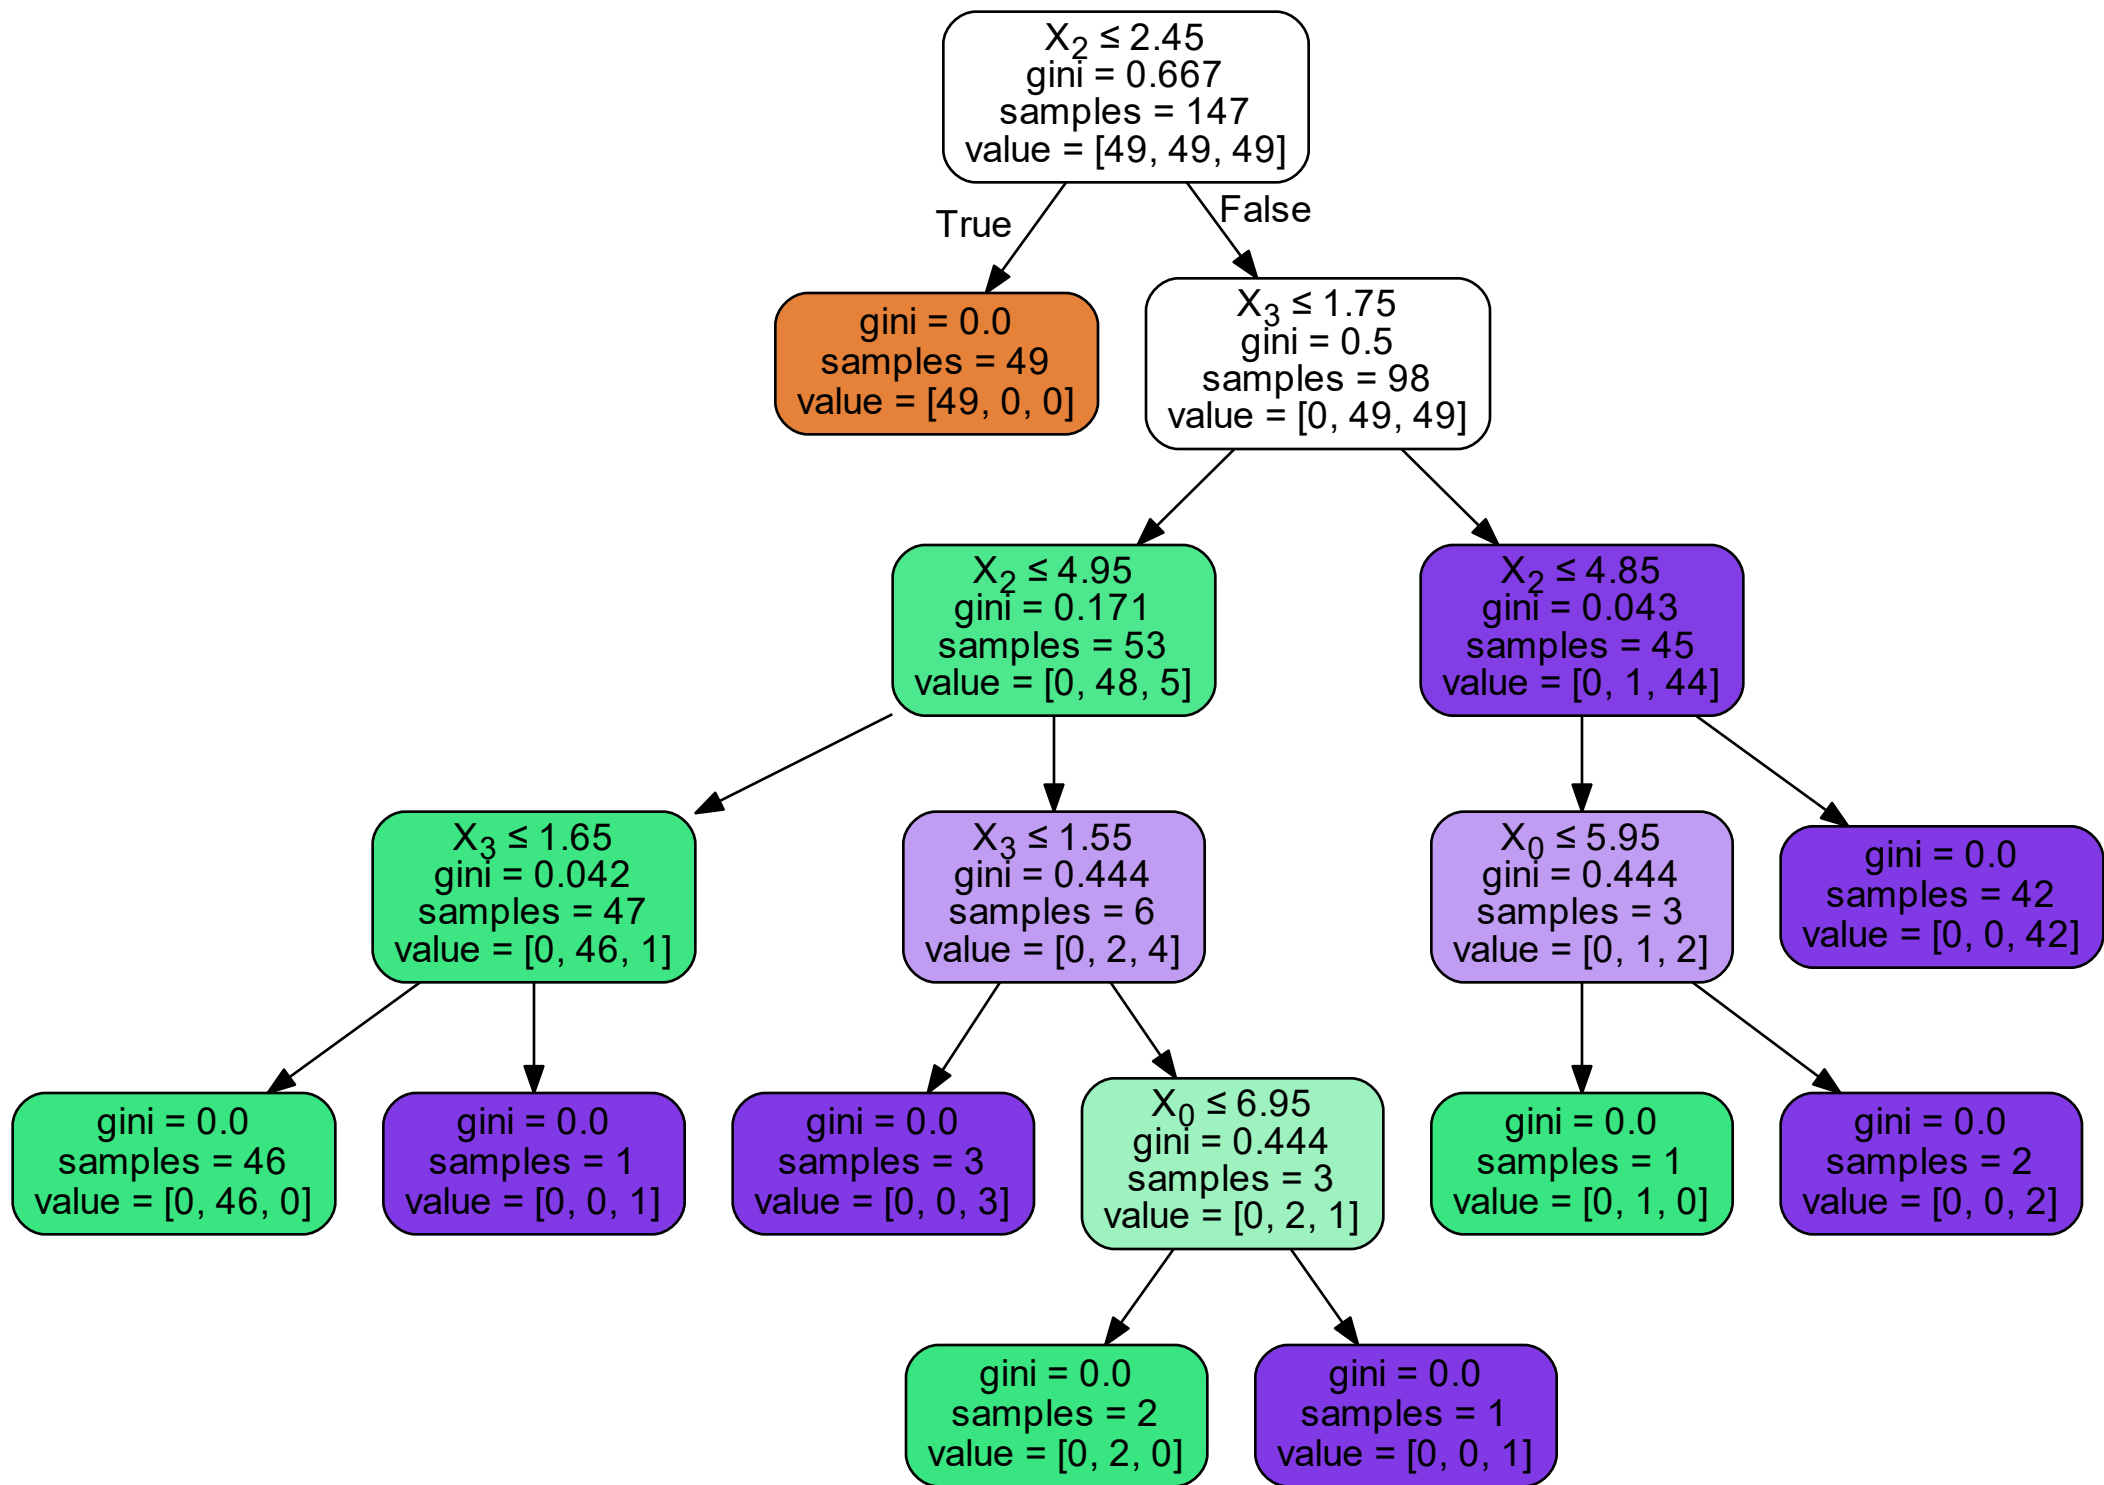 X₂ ≤ 2.45
gini = 0.667
samples = 147
value = [49, 49, 49]
True
False
gini = 0.0
samples = 49
value = [49, 0, 0]
X₃ ≤ 1.75
gini = 0.5
samples = 98
value = [0, 49, 49]
X₂ ≤ 4.95
gini = 0.171
samples = 53
value = [0, 48, 5]
X₂ ≤ 4.85
gini = 0.043
samples = 45
value = [0, 1, 44]
X₃ ≤ 1.65
gini = 0.042
samples = 47
value = [0, 46, 1]
X₃ ≤ 1.55
gini = 0.444
samples = 6
value = [0, 2, 4]
X₀ ≤ 5.95
gini = 0.444
samples = 3
value = [0, 1, 2]
gini = 0.0
samples = 42
value = [0, 0, 42]
gini = 0.0
samples = 46
value = [0, 46, 0]
gini = 0.0
samples = 1
value = [0, 0, 1]
gini = 0.0
samples = 3
value = [0, 0, 3]
X₀ ≤ 6.95
gini = 0.444
samples = 3
value = [0, 2, 1]
gini = 0.0
samples = 1
value = [0, 1, 0]
gini = 0.0
samples = 2
value = [0, 0, 2]
gini = 0.0
samples = 2
value = [0, 2, 0]
gini = 0.0
samples = 1
value = [0, 0, 1]